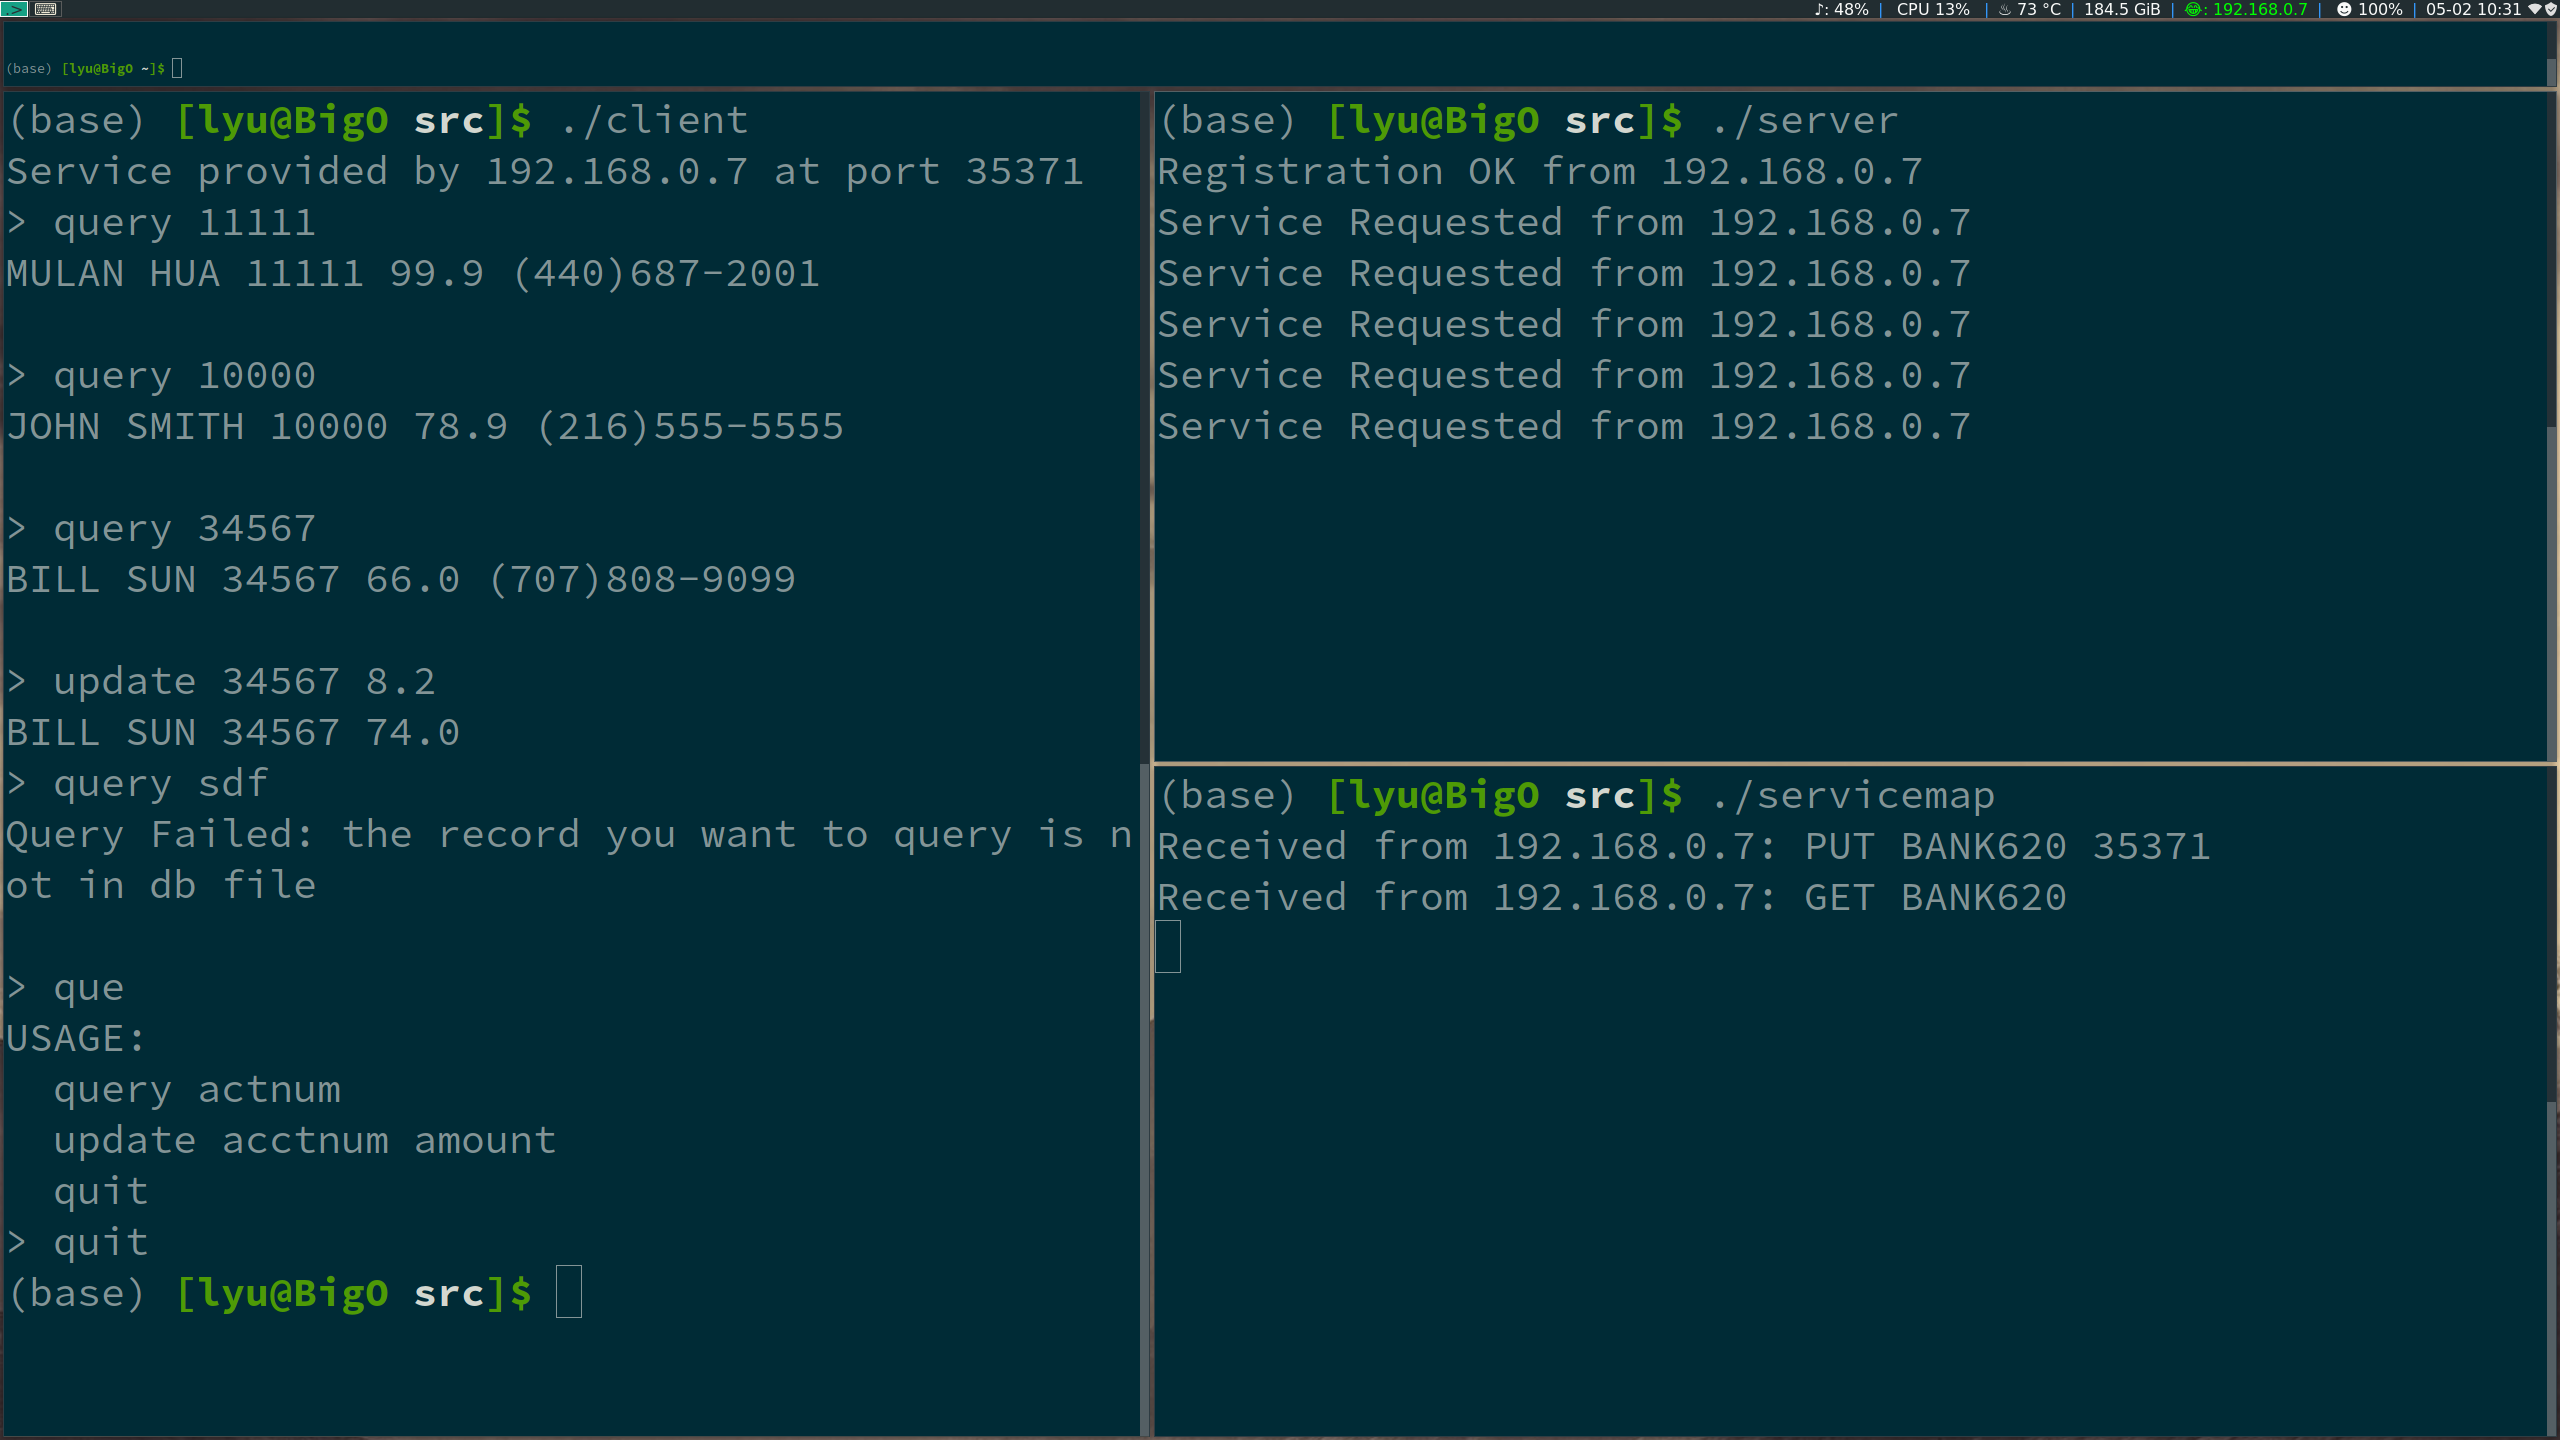 ♪: 48% | CPU 13% | ♨ 73 °C | 184.5 GiB | 😂: 192.168.0.7 | ☻ 100% | 05-02 10:31
(base) [lyu@BigO ~]$
(base) [lyu@BigO src]$ ./client
Service provided by 192.168.0.7 at port 35371
> query 11111
MULAN HUA 11111 99.9 (440)687-2001
> query 10000
JOHN SMITH 10000 78.9 (216)555-5555
> query 34567
BILL SUN 34567 66.0 (707)808-9099
> update 34567 8.2
BILL SUN 34567 74.0
> query sdf
Query Failed: the record you want to query is n
ot in db file
> que
USAGE:
  query actnum
  update acctnum amount
  quit
> quit
(base) [lyu@BigO src]$
(base) [lyu@BigO src]$ ./server
Registration OK from 192.168.0.7
Service Requested from 192.168.0.7
Service Requested from 192.168.0.7
Service Requested from 192.168.0.7
Service Requested from 192.168.0.7
Service Requested from 192.168.0.7
(base) [lyu@BigO src]$ ./servicemap
Received from 192.168.0.7: PUT BANK620 35371
Received from 192.168.0.7: GET BANK620